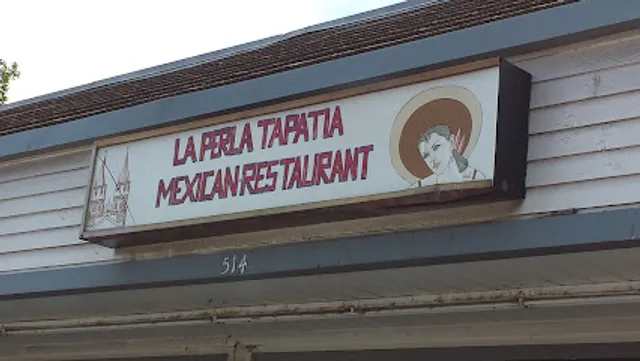 LA PERLA TAPATIA
MEXICAN RESTAURANT
514